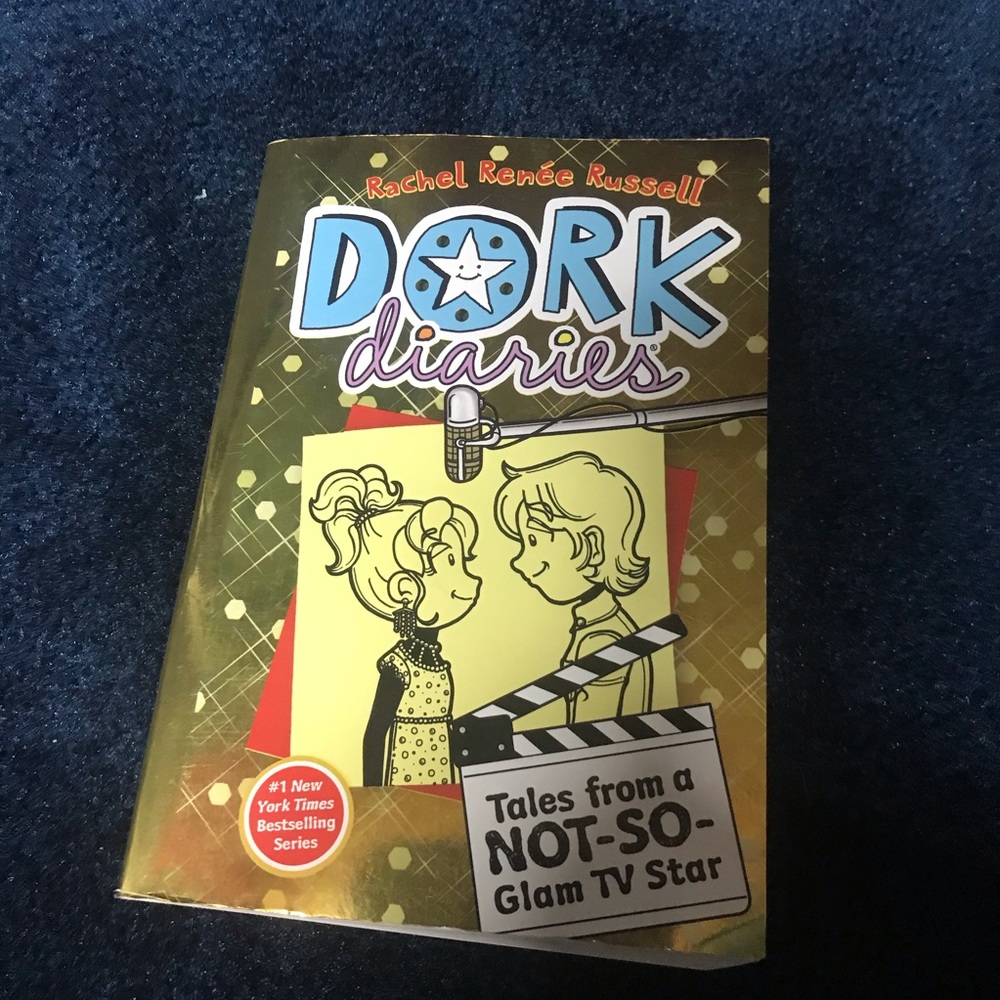 Rachel Renée Russell
DORK
diaries®
#1 New
York Times
Bestselling
Series
Tales from a
NOT-SO-
Glam TV Star